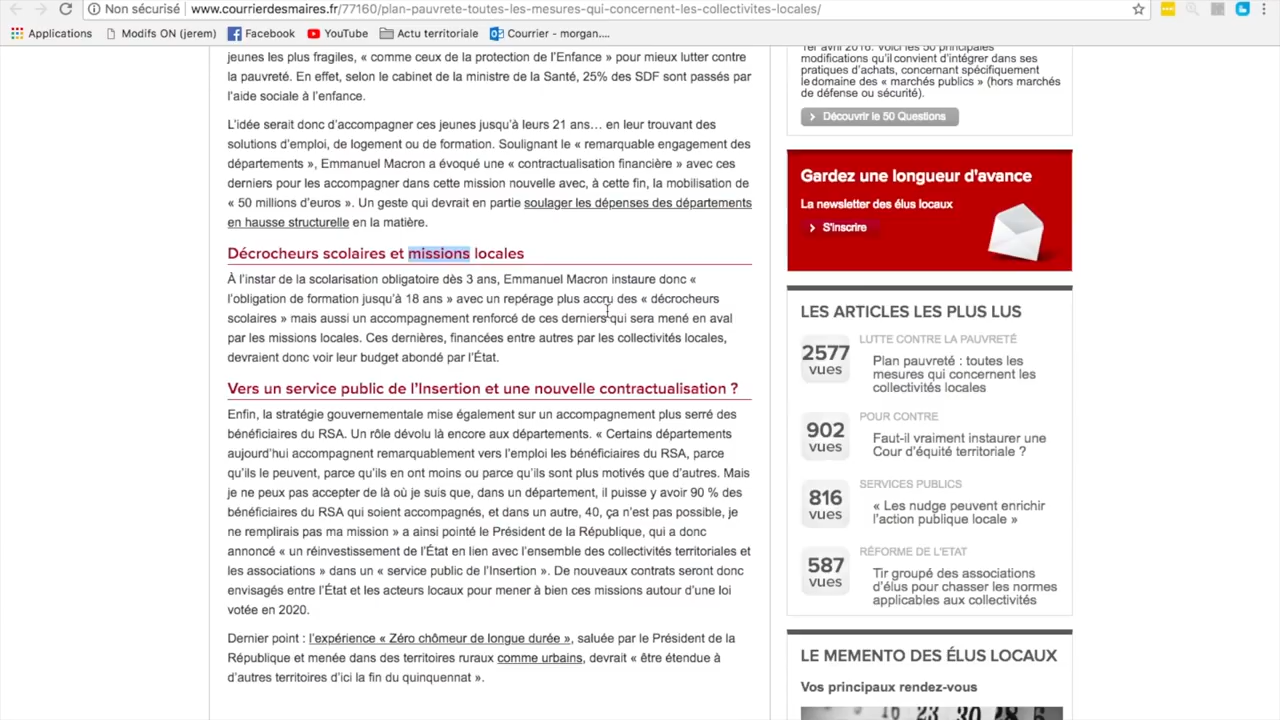 Non sécurisé | www.courrierdesmaires.fr/77160/plan-pauvrete-toutes-les-mesures-qui-concernent-les-collectivites-locales/
Applications Modifs ON (jerem) Facebook YouTube Actu territoriale Courrier - morgan....
jeunes les plus fragiles, « comme ceux de la protection de l'Enfance » pour mieux lutter contre
la pauvreté. En effet, selon le cabinet de la ministre de la Santé, 25% des SDF sont passés par
l'aide sociale à l'enfance.
L'idée serait donc d'accompagner ces jeunes jusqu'à leurs 21 ans… en leur trouvant des
solutions d'emploi, de logement ou de formation. Soulignant le « remarquable engagement des
départements », Emmanuel Macron a évoqué une « contractualisation financière » avec ces
derniers pour les accompagner dans cette mission nouvelle avec, à cette fin, la mobilisation de
« 50 millions d'euros ». Un geste qui devrait en partie soulager les dépenses des départements
en hausse structurelle en la matière.
Décrocheurs scolaires et missions locales
À l'instar de la scolarisation obligatoire dès 3 ans, Emmanuel Macron instaure donc «
l'obligation de formation jusqu'à 18 ans » avec un repérage plus accru des « décrocheurs
scolaires » mais aussi un accompagnement renforcé de ces derniers qui sera mené en aval
par les missions locales. Ces dernières, financées entre autres par les collectivités locales,
devraient donc voir leur budget abondé par l'État.
Vers un service public de l'Insertion et une nouvelle contractualisation ?
Enfin, la stratégie gouvernementale mise également sur un accompagnement plus serré des
bénéficiaires du RSA. Un rôle dévolu là encore aux départements. « Certains départements
aujourd'hui accompagnent remarquablement vers l'emploi les bénéficiaires du RSA, parce
qu'ils le peuvent, parce qu'ils en ont moins ou parce qu'ils sont plus motivés que d'autres. Mais
je ne peux pas accepter de là où je suis que, dans un département, il puisse y avoir 90 % des
bénéficiaires du RSA qui soient accompagnés, et dans un autre, 40, ça n'est pas possible, je
ne remplirais pas ma mission » a ainsi pointé le Président de la République, qui a donc
annoncé « un réinvestissement de l'État en lien avec l'ensemble des collectivités territoriales et
les associations » dans un « service public de l'Insertion ». De nouveaux contrats seront donc
envisagés entre l'État et les acteurs locaux pour mener à bien ces missions autour d'une loi
votée en 2020.
Dernier point : l'expérience « Zéro chômeur de longue durée », saluée par le Président de la
République et menée dans des territoires ruraux comme urbains, devrait « être étendue à
d'autres territoires d'ici la fin du quinquennat ».
1er avril 2016. Voici les 50 principales
modifications qu'il convient d'intégrer dans ses
pratiques d'achats, concernant spécifiquement
le domaine des « marchés publics » (hors marchés
de défense ou sécurité).
Découvrir le 50 Questions
Gardez une longueur d'avance
La newsletter des élus locaux
S'inscrire
LES ARTICLES LES PLUS LUS
2577
vues
LUTTE CONTRE LA PAUVRETÉ
Plan pauvreté : toutes les
mesures qui concernent les
collectivités locales
902
vues
POUR CONTRE
Faut-il vraiment instaurer une
Cour d'équité territoriale ?
816
vues
SERVICES PUBLICS
« Les nudge peuvent enrichir
l'action publique locale »
587
vues
RÉFORME DE L'ETAT
Tir groupé des associations
d'élus pour chasser les normes
applicables aux collectivités
LE MEMENTO DES ÉLUS LOCAUX
Vos principaux rendez-vous
16 23 30 28